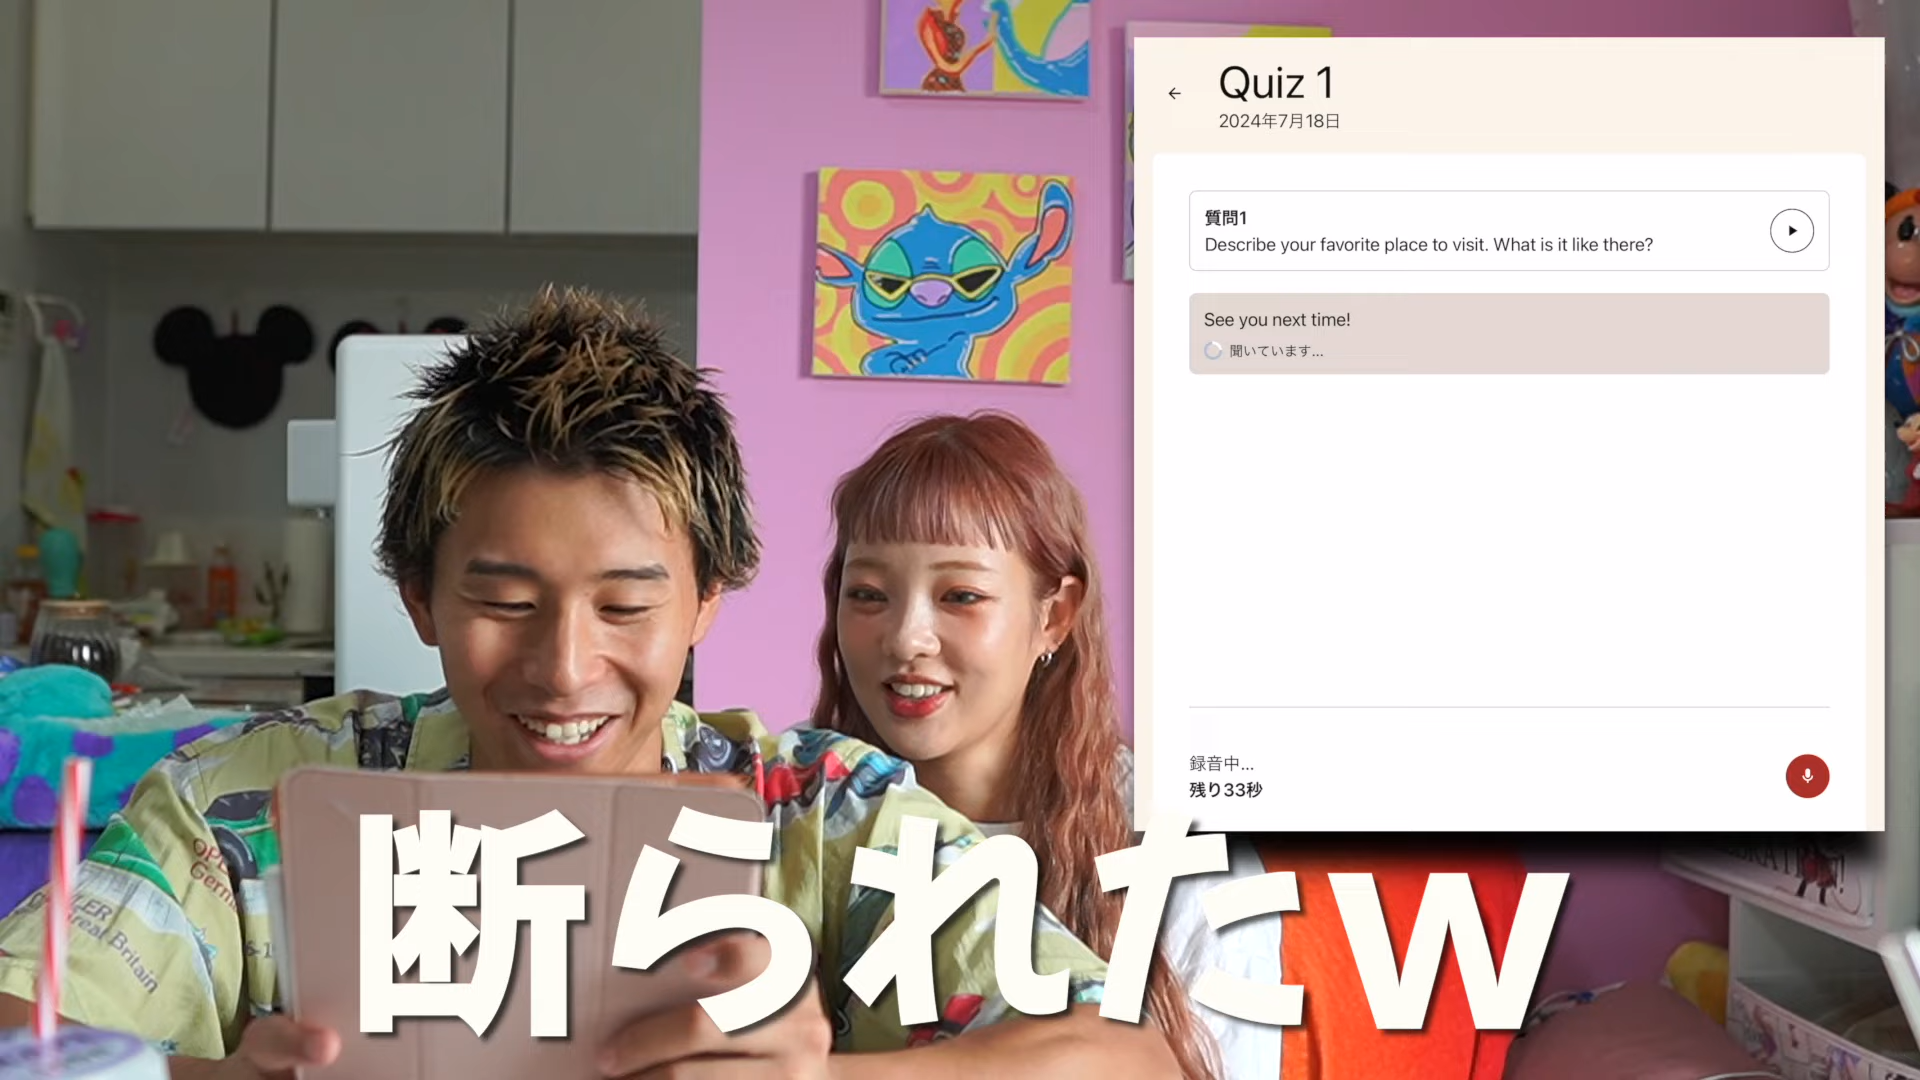 Quiz 1
2024年7月18日
質問1
Describe your favorite place to visit. What is it like there?
See you next time!
聞いています...
録音中...
残り33秒
断られたw
Great Britain